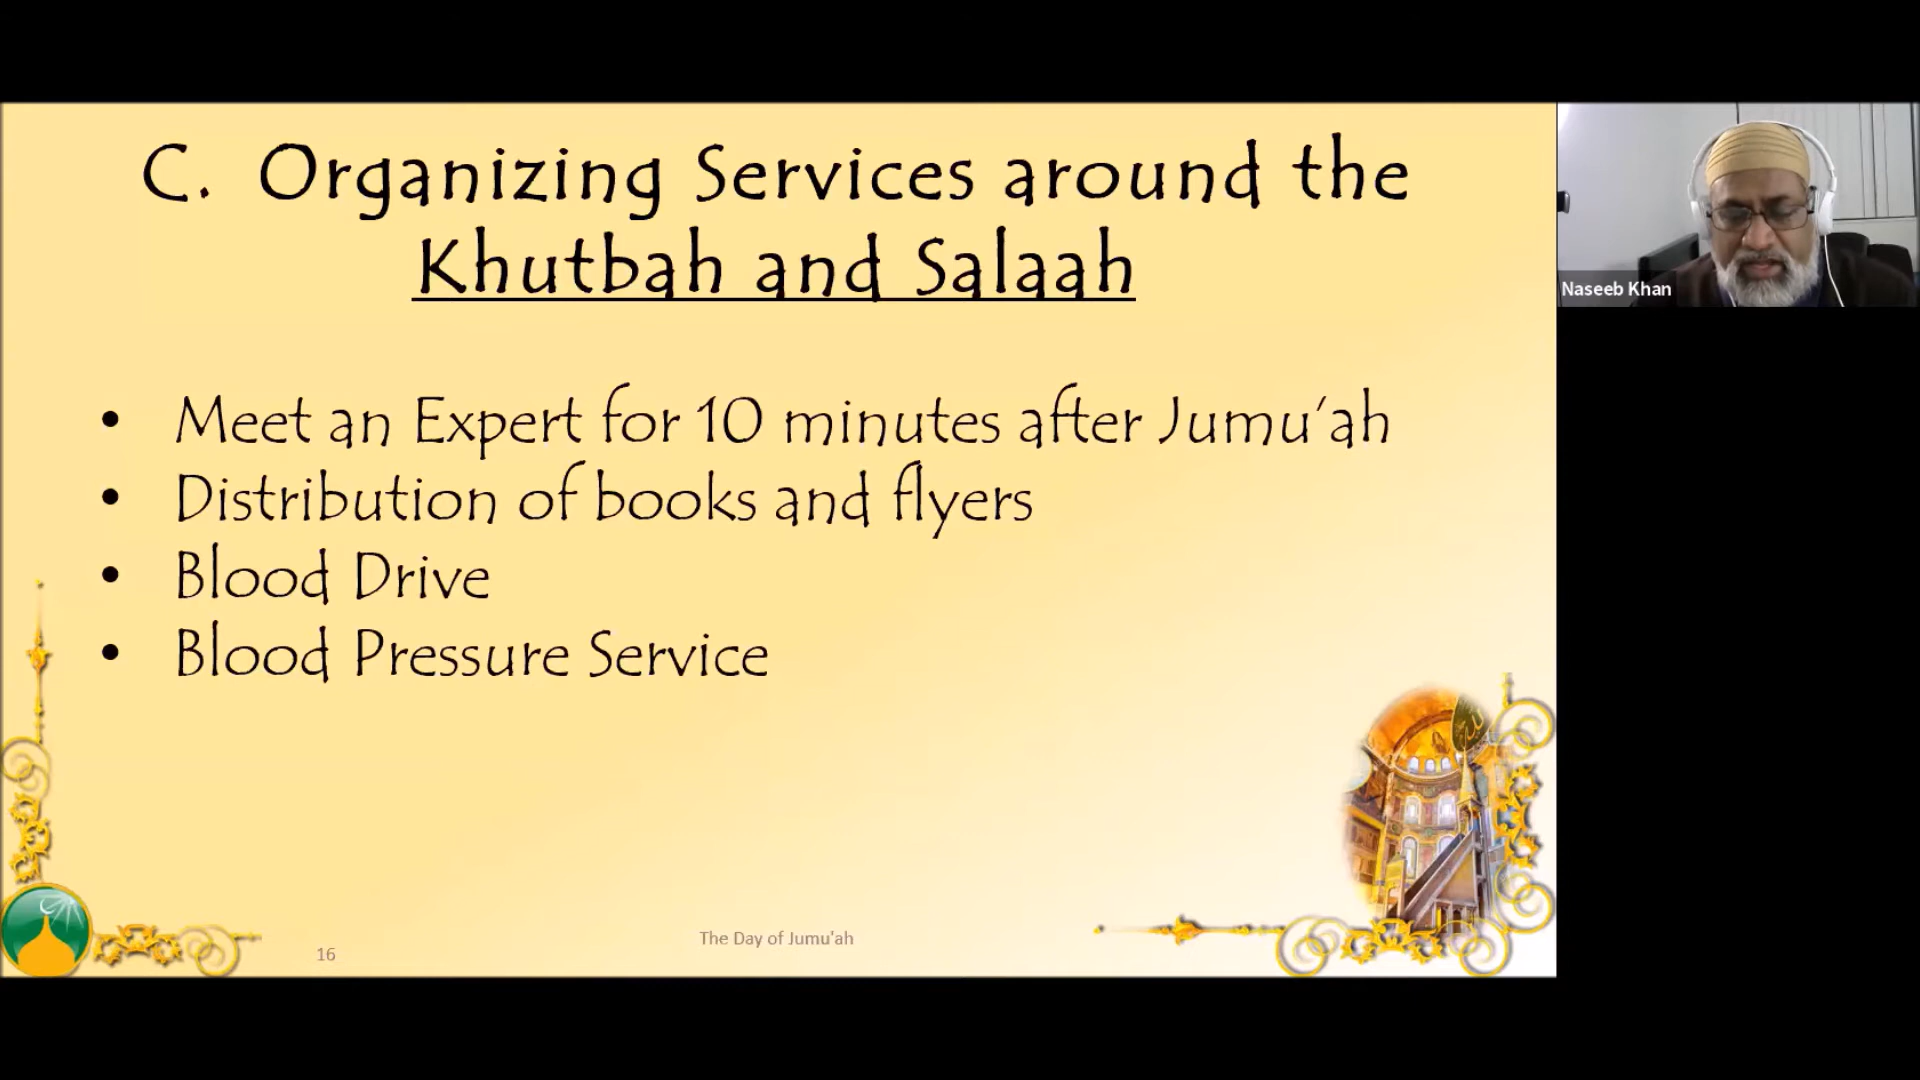 C. Organizing Services around the
Khutbah and Salaah
• Meet an Expert for 10 minutes after Jumu’ah
• Distribution of books and flyers
• Blood Drive
• Blood Pressure Service
The Day of Jumu'ah
16
Naseeb Khan